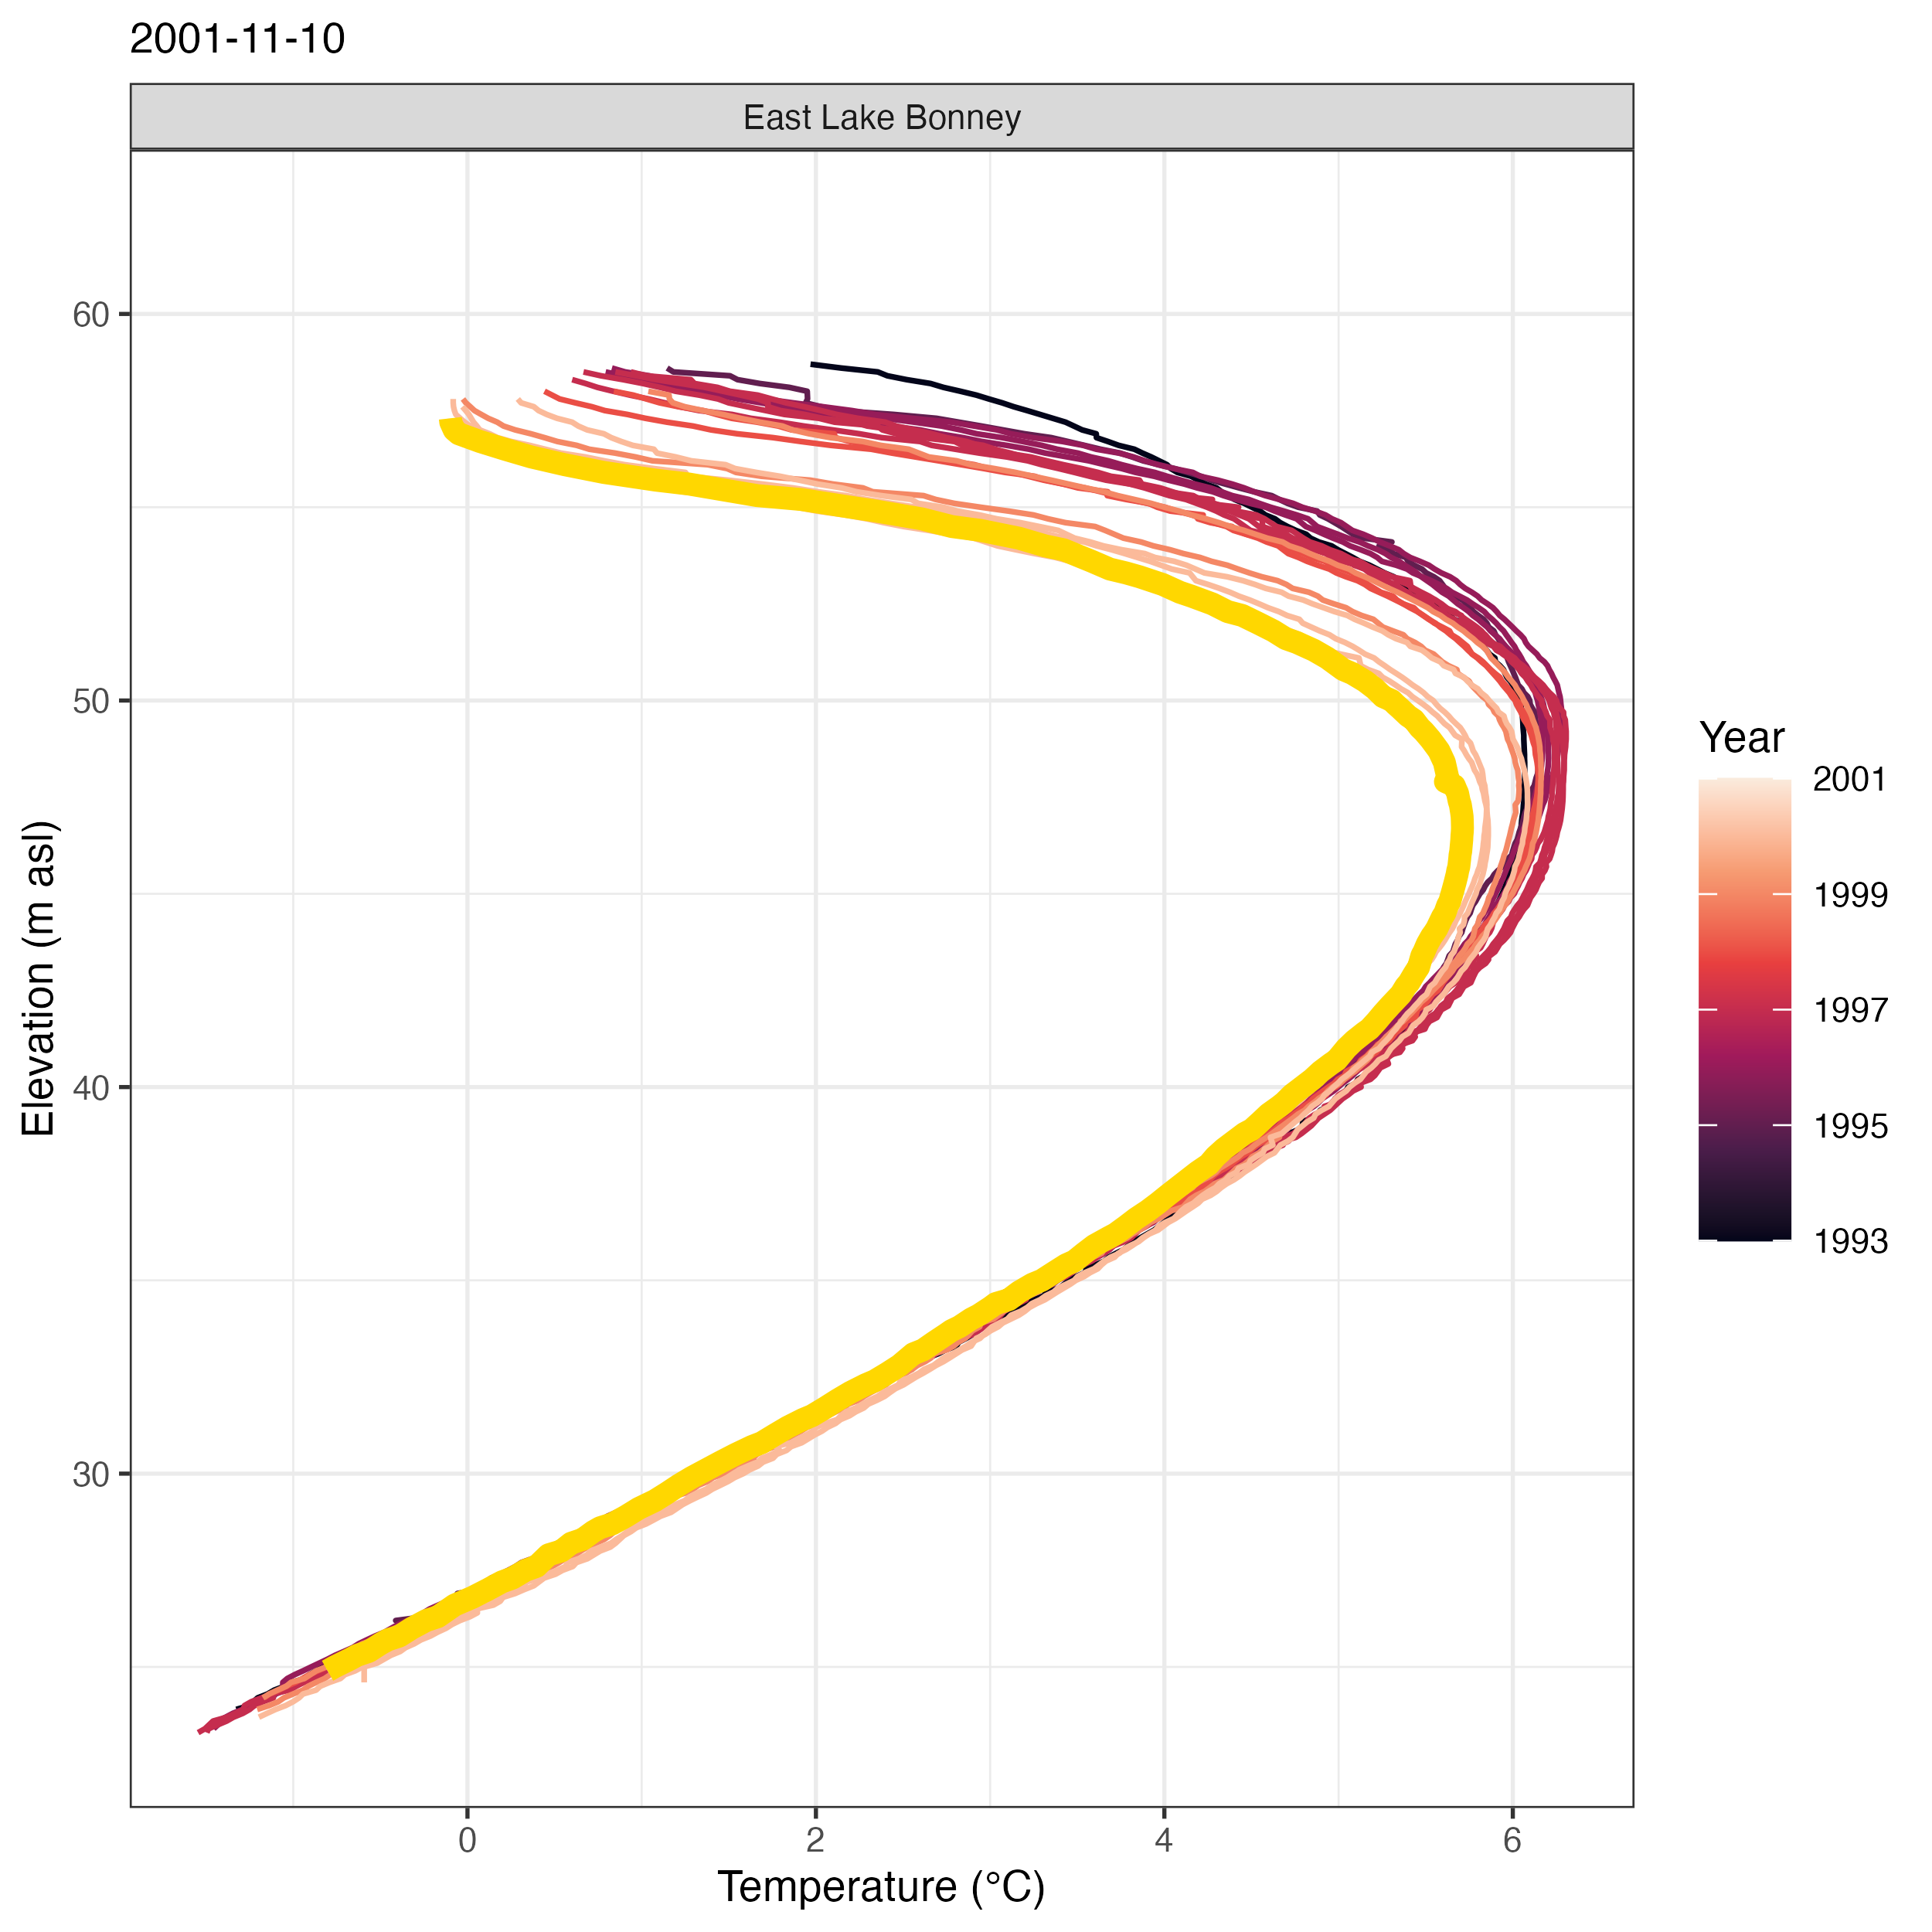 2001-11-10
East Lake Bonney
60
50
40
30
Elevation (m asl)
0 2 4 6
Temperature (°C)
Year
2001
1999
1997
1995
1993